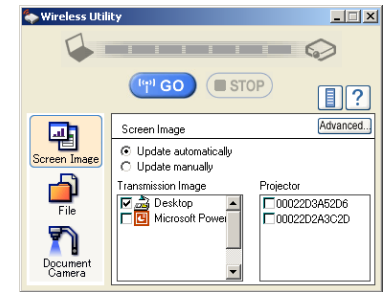 Wireless Utility
GO
STOP
?
Screen Image
Advanced...
Update automatically
Update manually
Screen Image
Transmission Image
Projector
Desktop
00022D3A52D6
Microsoft Power
00022D2A3C2D
File
Document
Camera